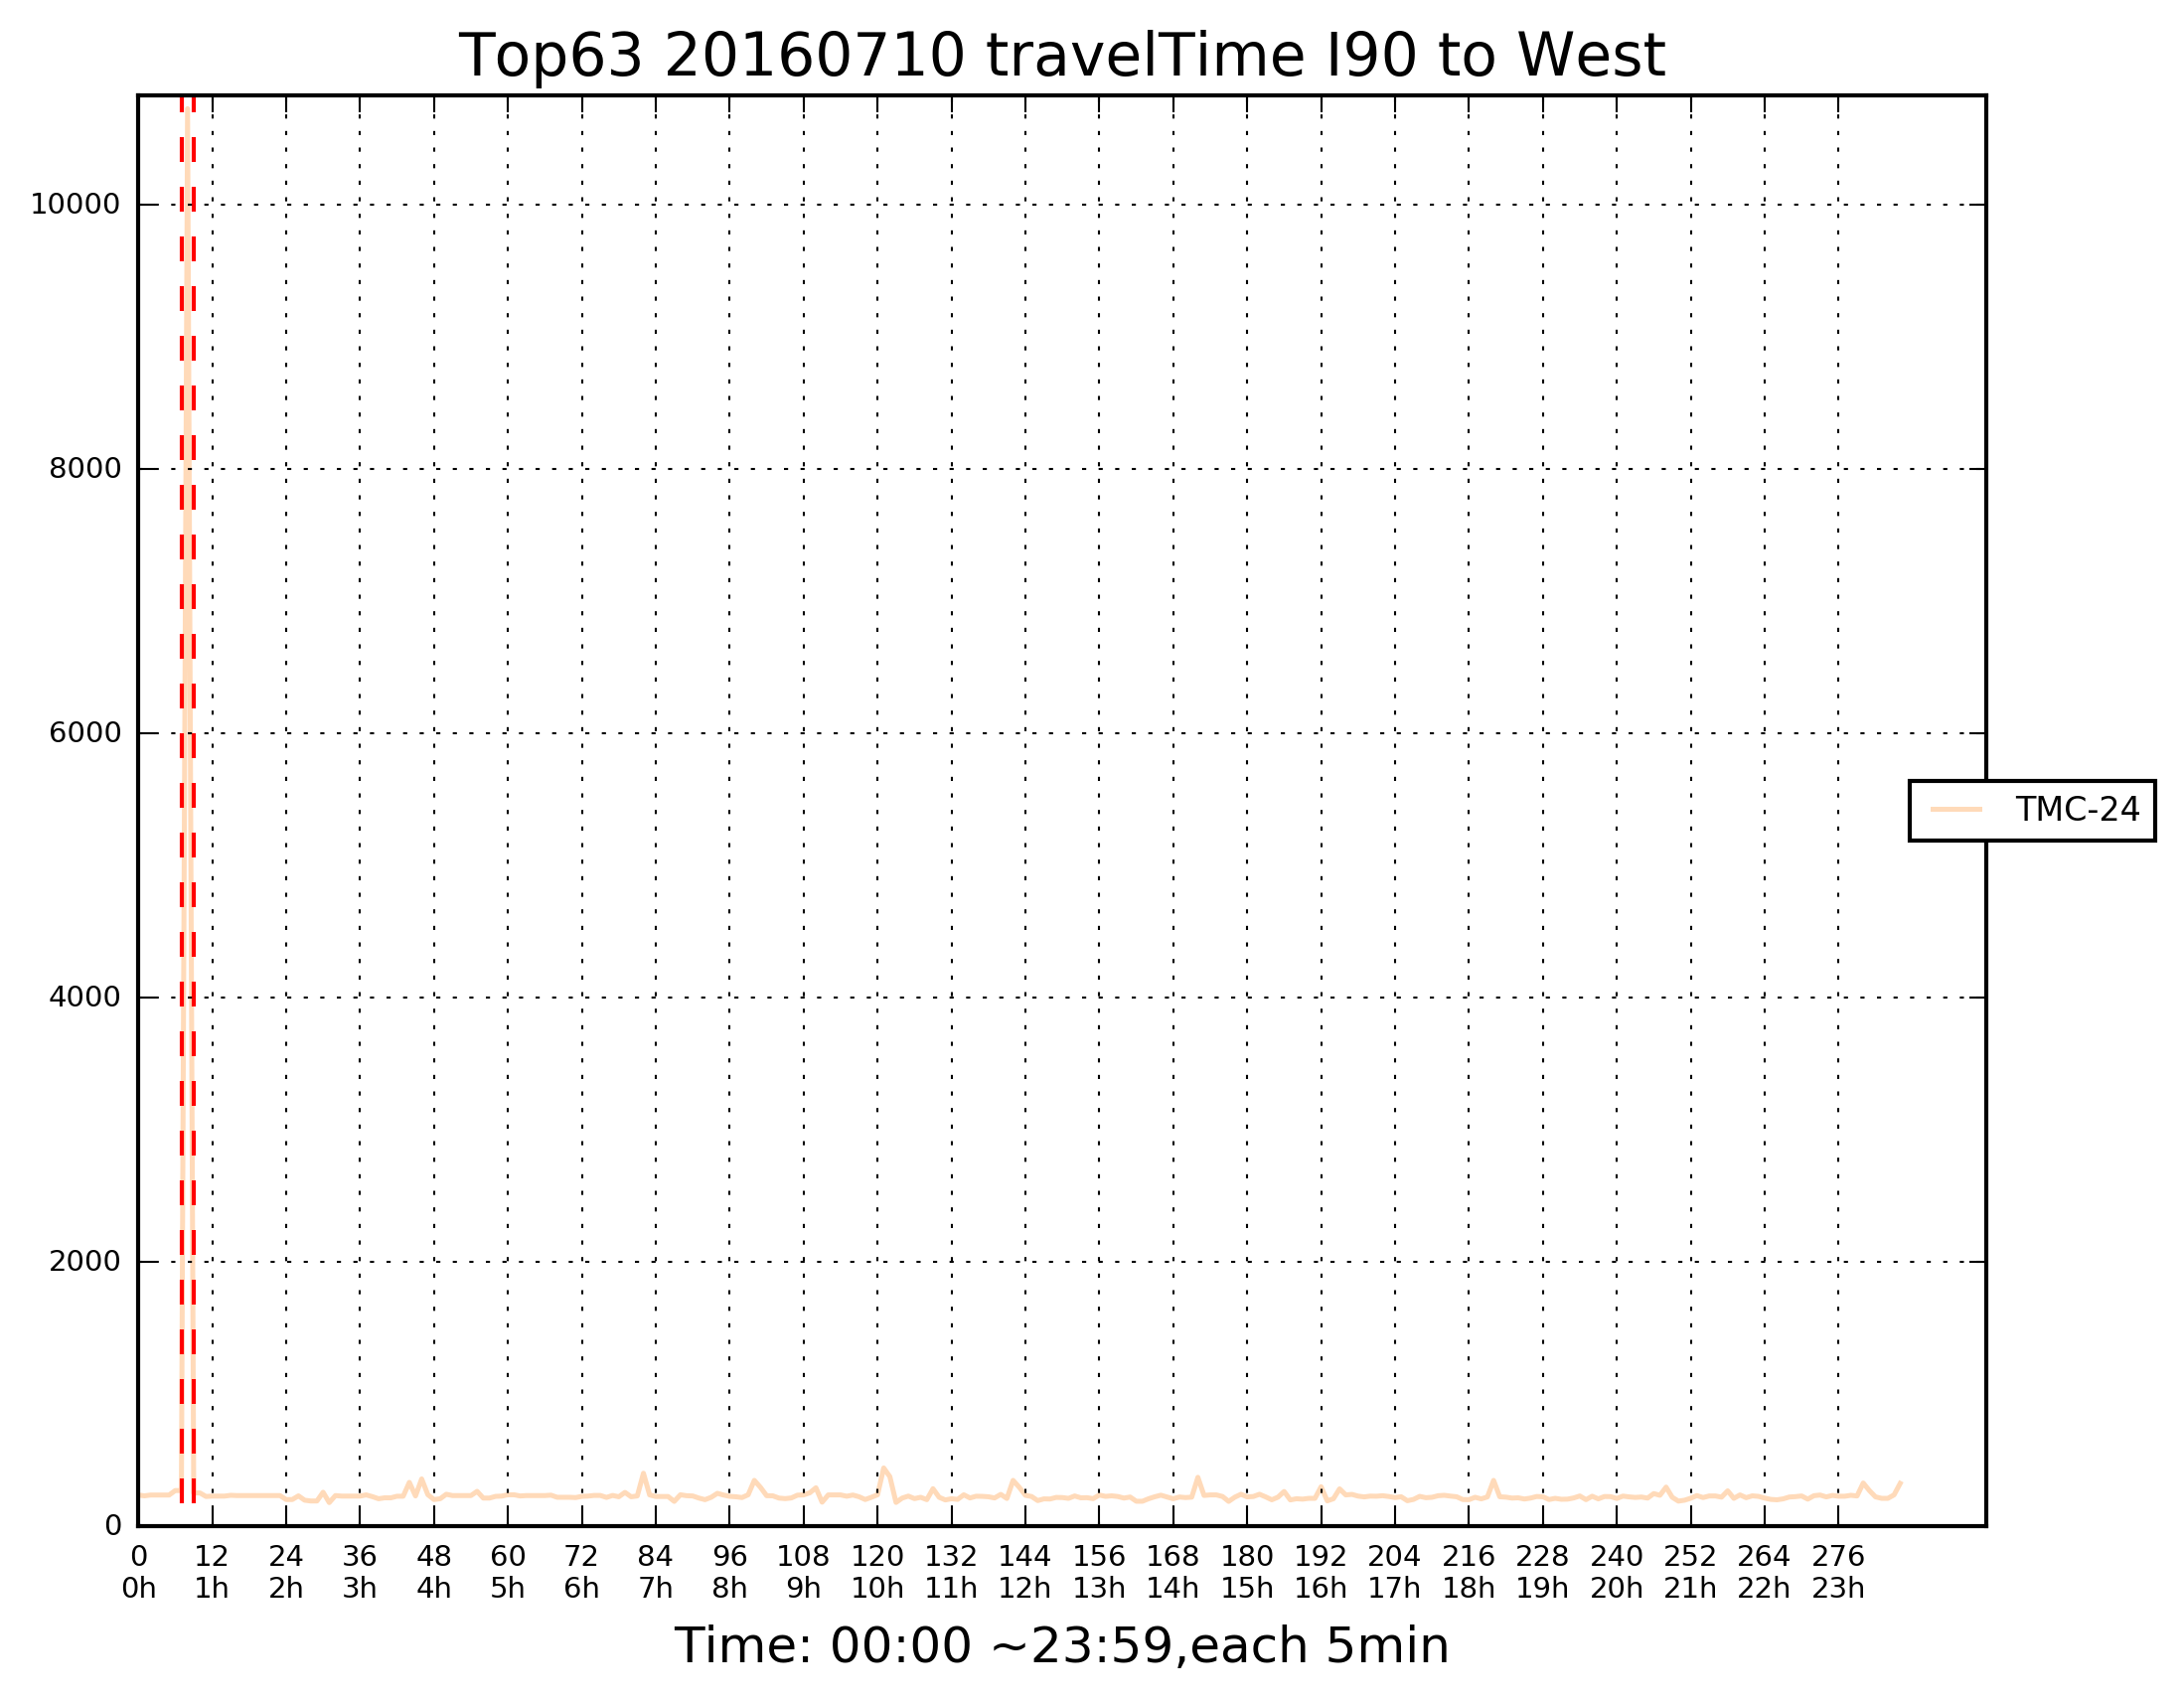 Top63 20160710 travelTime I90 to West
10000
8000
6000
4000
2000
0
TMC-24
0 12 24 36 48 60 72 84 96 108 120 132 144 156 168 180 192 204 216 228 240 252 264 276
0h 1h 2h 3h 4h 5h 6h 7h 8h 9h 10h 11h 12h 13h 14h 15h 16h 17h 18h 19h 20h 21h 22h 23h
Time: 00:00 ~23:59,each 5min